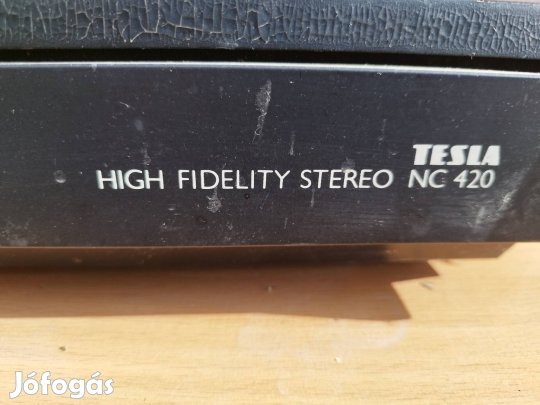 TESLA
HIGH FIDELITY STEREO NC 420
Jófogás